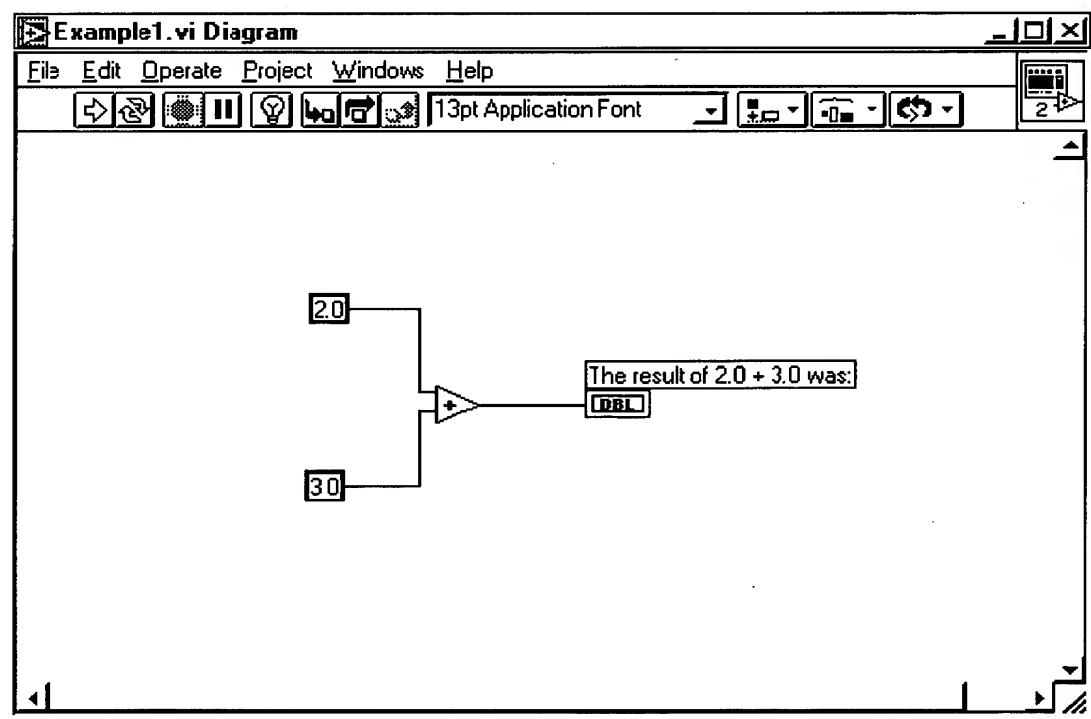 Example1.vi Diagram
File Edit Operate Project Windows Help
13pt Application Font
2
2.0
The result of 2.0 + 3.0 was:
+
DBL
3.0